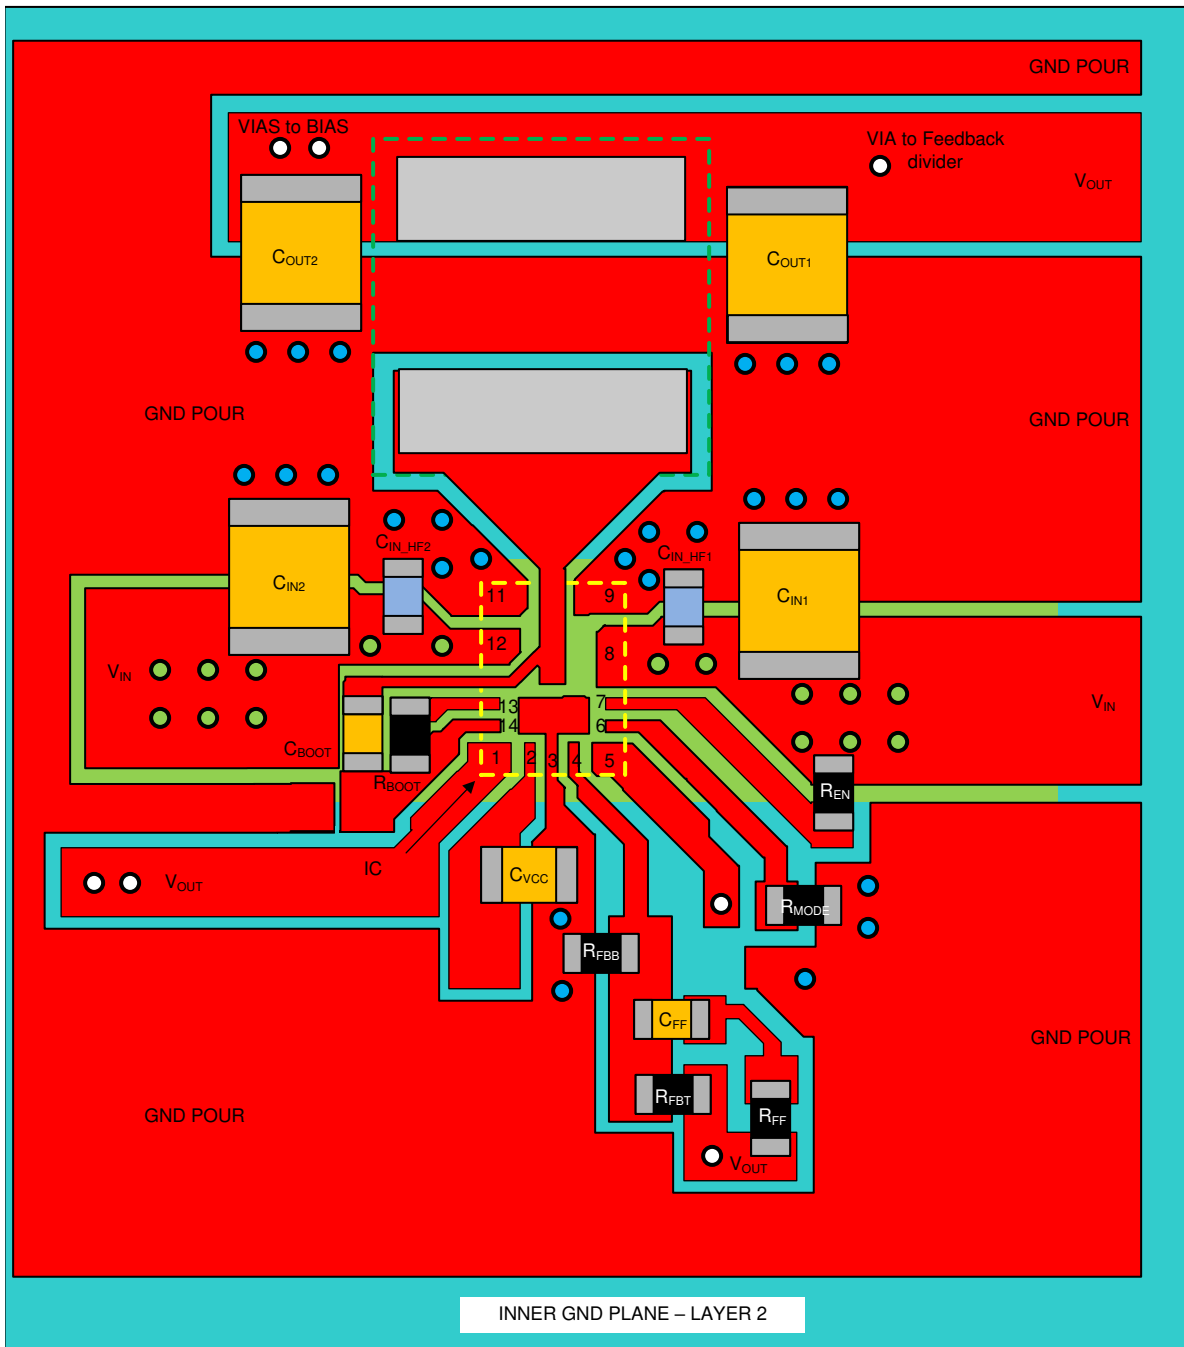 GND POUR
VIAS to BIAS
VIA to Feedback
divider
VOUT
COUT2
COUT1
GND POUR
GND POUR
CIN_HF2
CIN_HF1
CIN2
CIN1
11
9
12
8
VIN
VIN
13
7
14
6
CBOOT
1
2
3
4
5
RBOOT
REN
IC
CVCC
VOUT
RMODE
RFBB
CFF
GND POUR
RFBT
RFF
GND POUR
VOUT
INNER GND PLANE – LAYER 2